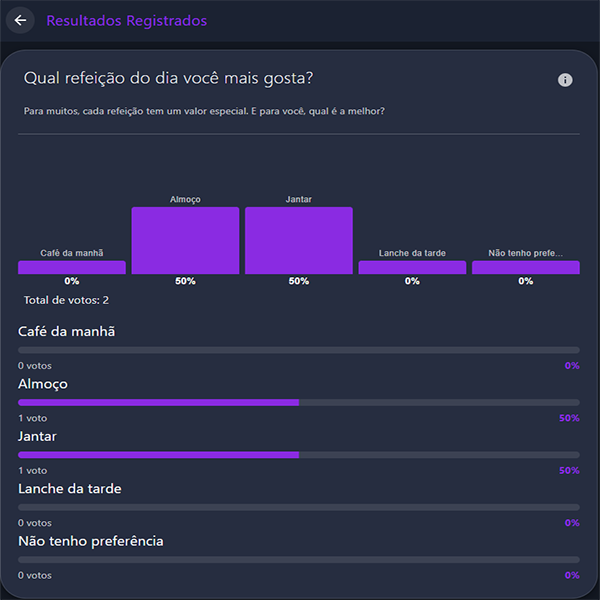 Resultados Registrados
Qual refeição do dia você mais gosta?
Para muitos, cada refeição tem um valor especial. E para você, qual é a melhor?
Almoço
Jantar
Café da manhã
Lanche da tarde
Não tenho prefe...
0%
50%
50%
0%
0%
Total de votos: 2
Café da manhã
0 votos
0%
Almoço
1 voto
50%
Jantar
1 voto
50%
Lanche da tarde
0 votos
0%
Não tenho preferência
0 votos
0%